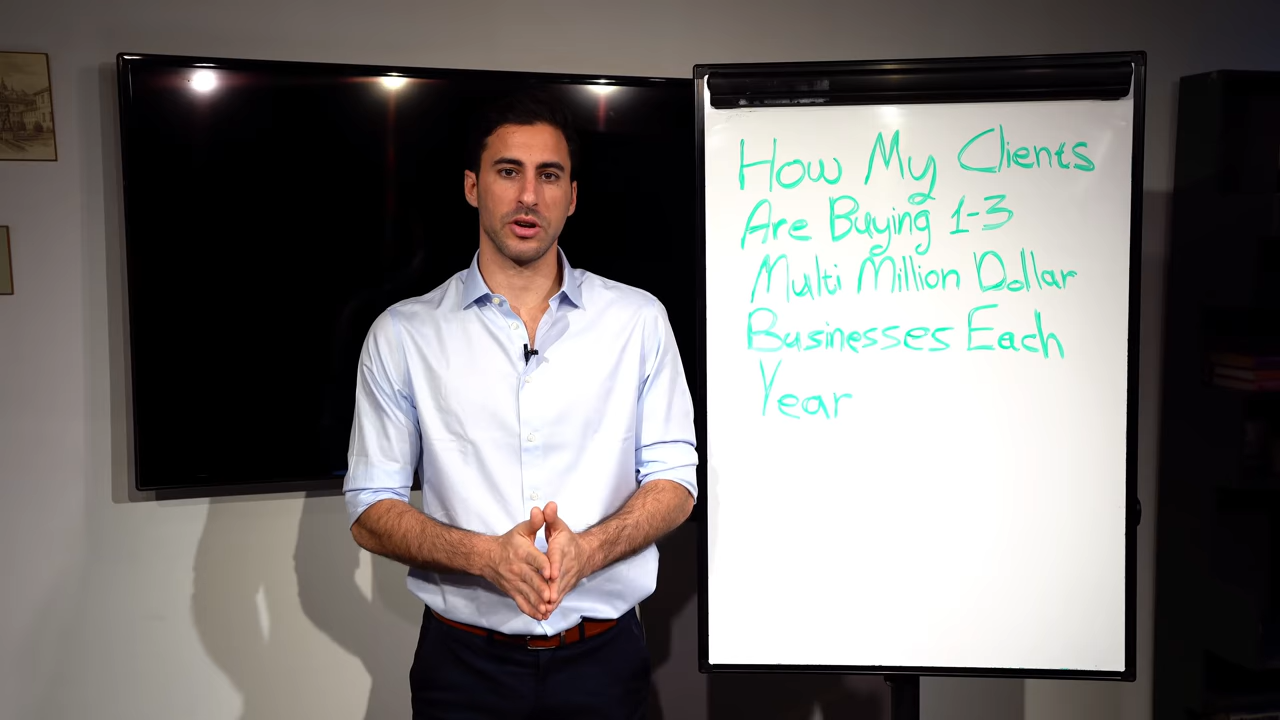 How My Clients
Are Buying 1-3
Multi Million Dollar
Businesses Each
Year